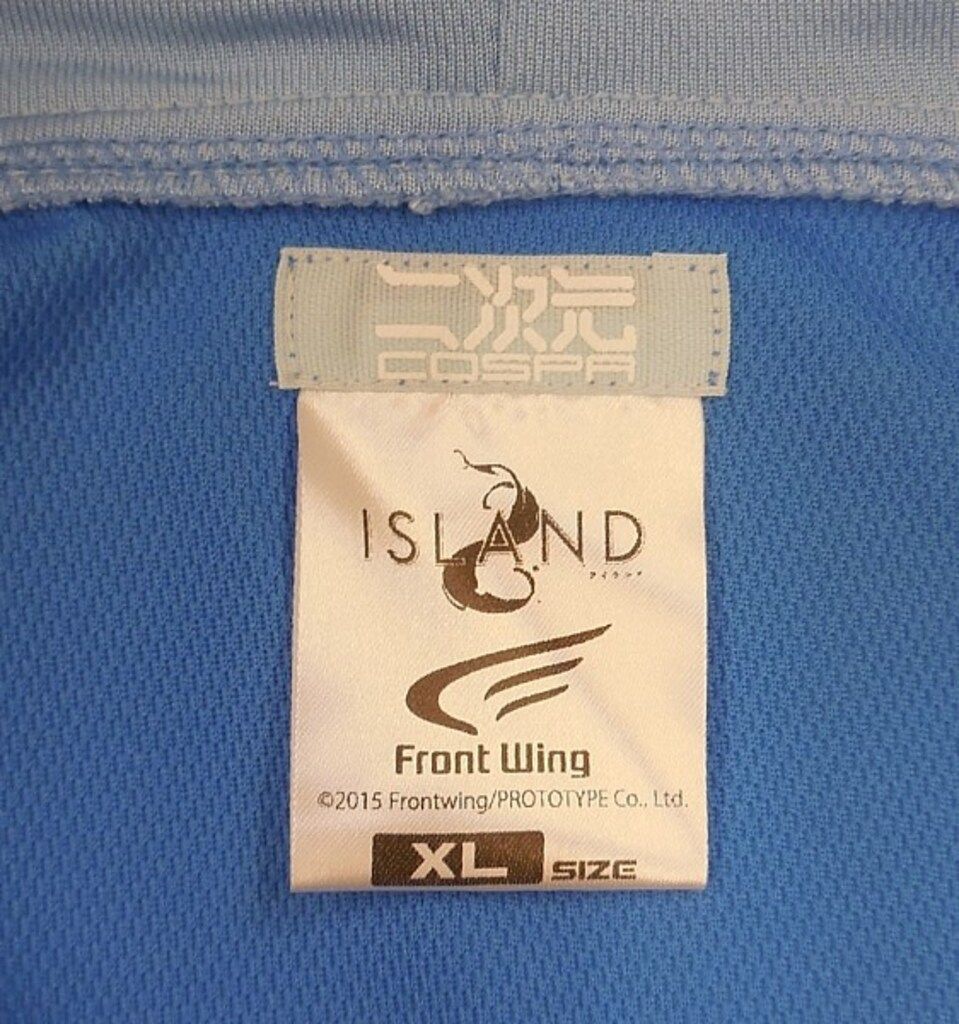 二次元
COSPA
ISLAND
アイランド
Front Wing
©2015 Frontwing/PROTOTYPE Co., Ltd.
XL SIZE